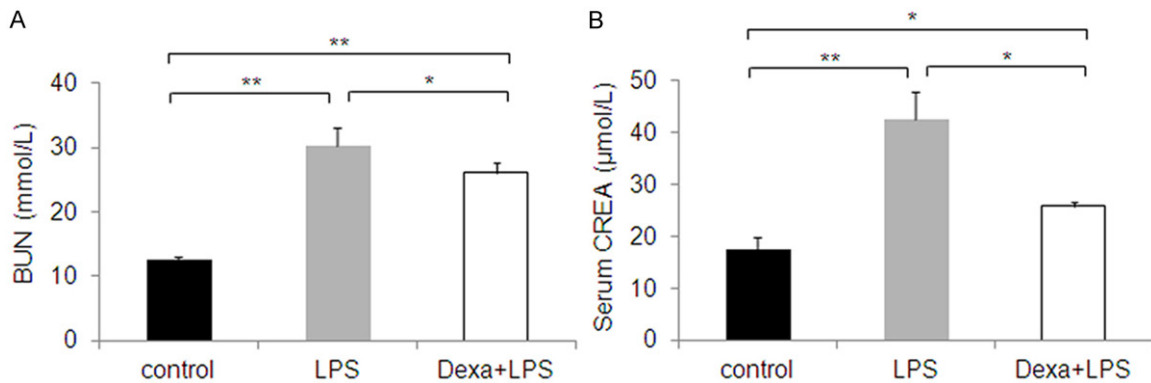 A
**
**
*
BUN (mmol/L)
40
30
20
10
0
control
LPS
Dexa+LPS
B
*
**
*
Serum CREA (µmol/L)
50
40
30
20
10
0
control
LPS
Dexa+LPS